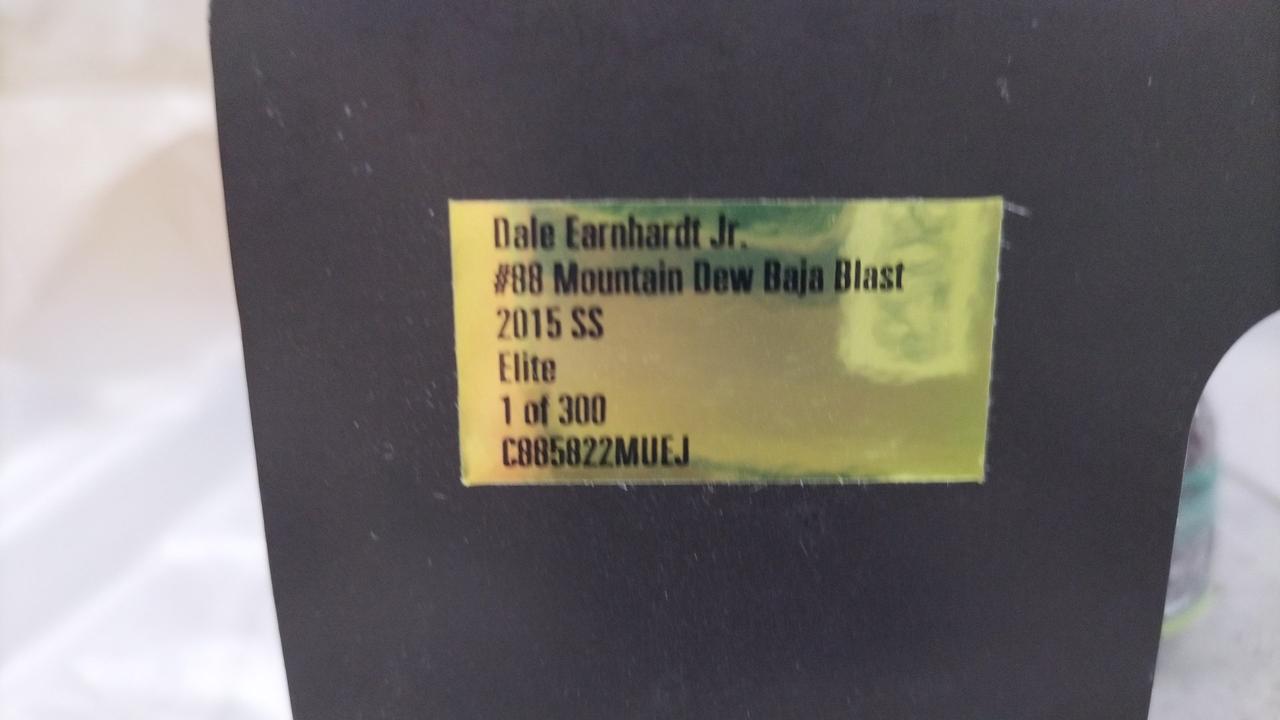 Dale Earnhardt Jr.
#88 Mountain Dew Baja Blast
2015 SS
Elite
1 of 300
C885822MUEJ